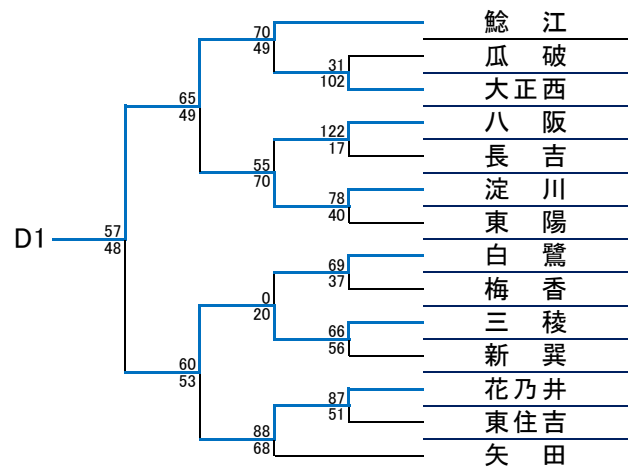 70
鯰 江
49
瓜 破
31
102
大正西
65
49
八 阪
122
17
長 吉
55
70
淀 川
78
40
東 陽
D1
57
48
白 鷺
69
37
梅 香
0
20
三 稜
66
56
新 巽
60
53
花乃井
87
51
東住吉
88
68
矢 田